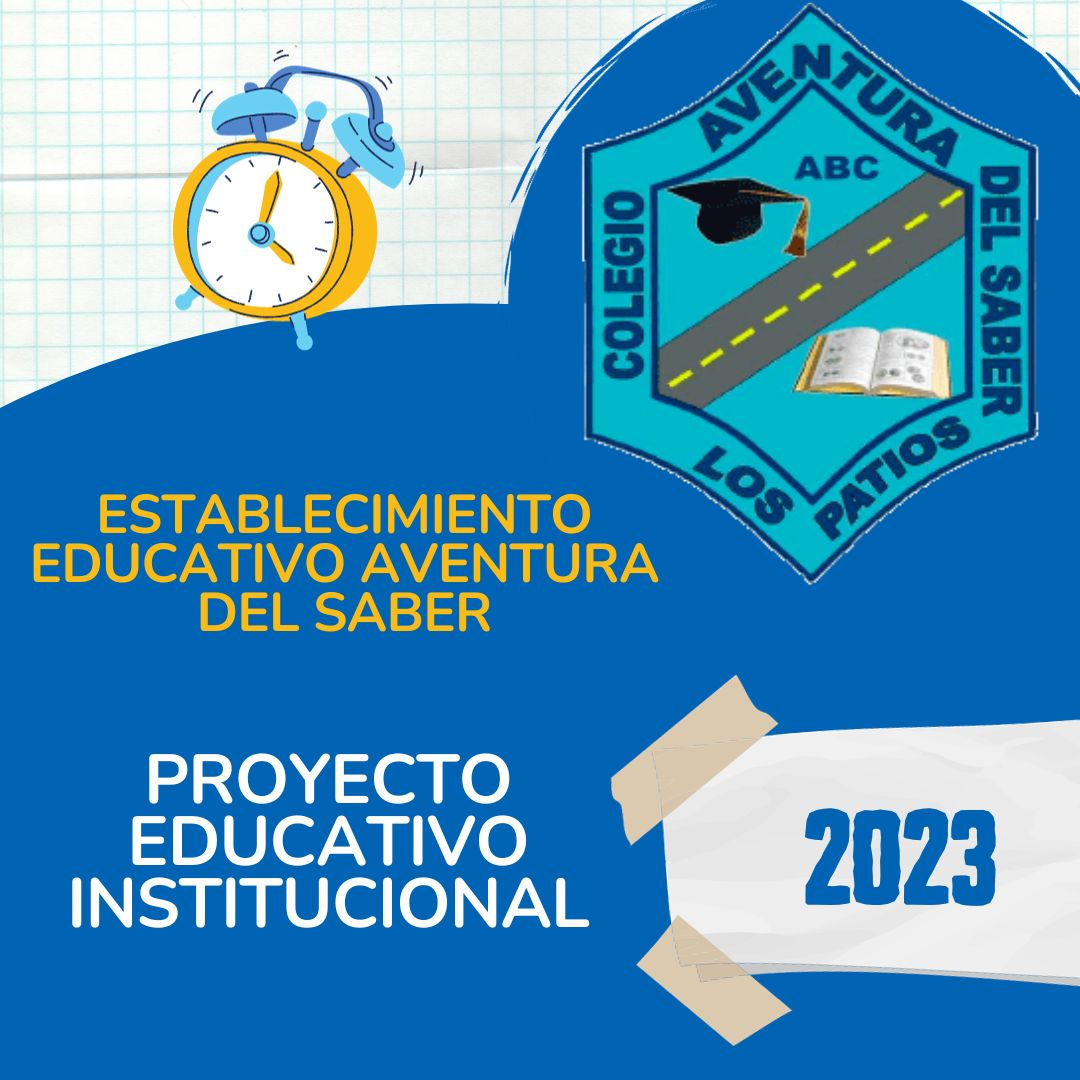 COLEGIO
AVENTURA
DEL SABER
ABC
LOS PATIOS
ESTABLECIMIENTO
EDUCATIVO AVENTURA
DEL SABER
PROYECTO
EDUCATIVO
INSTITUCIONAL
2023